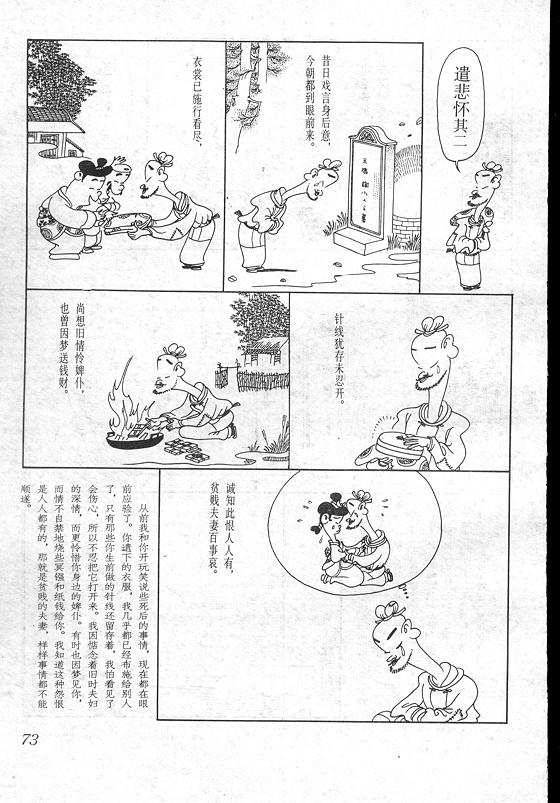 遣悲怀其二
昔日戏言身后意，
今朝都到眼前来。
衣裳已施行看尽，
针线犹存未忍开。
尚想旧情怜婢仆，
也曾因梦送钱财。
诚知此恨人人有，
贫贱夫妻百事哀。
从前我和你开玩笑说些死后的事情，现在都在眼
前应验了。你遗下的衣服，我几乎都已经布施给别人
了，只有那些你生前做的针线还留存着，我怕看见了
会伤心，所以不忍把它打开来。我因惦念着旧时夫妇
的深情，而更怜惜你身边的婢仆。有时也因梦见你，
而情不自禁地烧些冥镪和纸钱给你。我知道这种怨恨
是人人都有的，那就是贫贱的夫妻，样样事情都不能
顺遂。
73